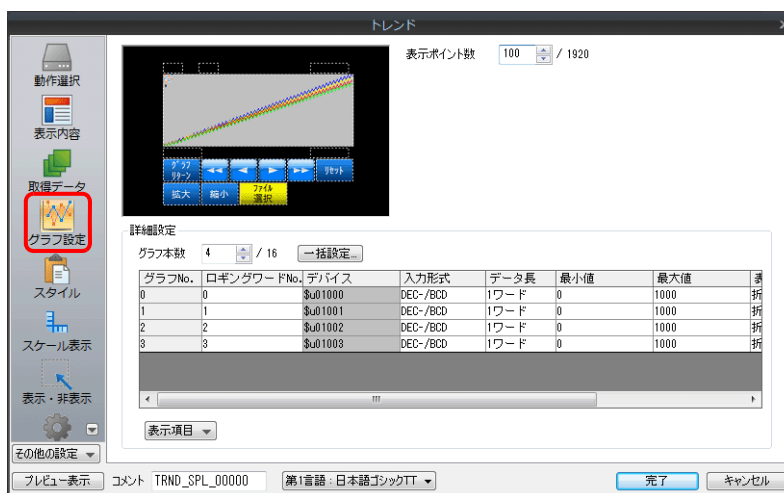 トレンド
動作選択
表示内容
取得データ
グラフ設定
スタイル
スケール表示
表示・非表示
その他の設定
表示ポイント数 100 / 1920
グラフ リターン
◀◀ ◀ ▶ ▶▶
リセット
拡大 縮小 ファイル 選択
詳細設定
グラフ本数 4 / 16 一括設定...
グラフNo. ロギングワードNo. デバイス 入力形式 データ長 最小値 最大値 表
0 0 $u01000 DEC-/BCD 1ワード 0 1000 折
1 1 $u01001 DEC-/BCD 1ワード 0 1000 折
2 2 $u01002 DEC-/BCD 1ワード 0 1000 折
3 3 $u01003 DEC-/BCD 1ワード 0 1000 折
表示項目
プレビュー表示 コメント TRND_SPL_00000 第1言語:日本語ゴシックTT 完了 キャンセル